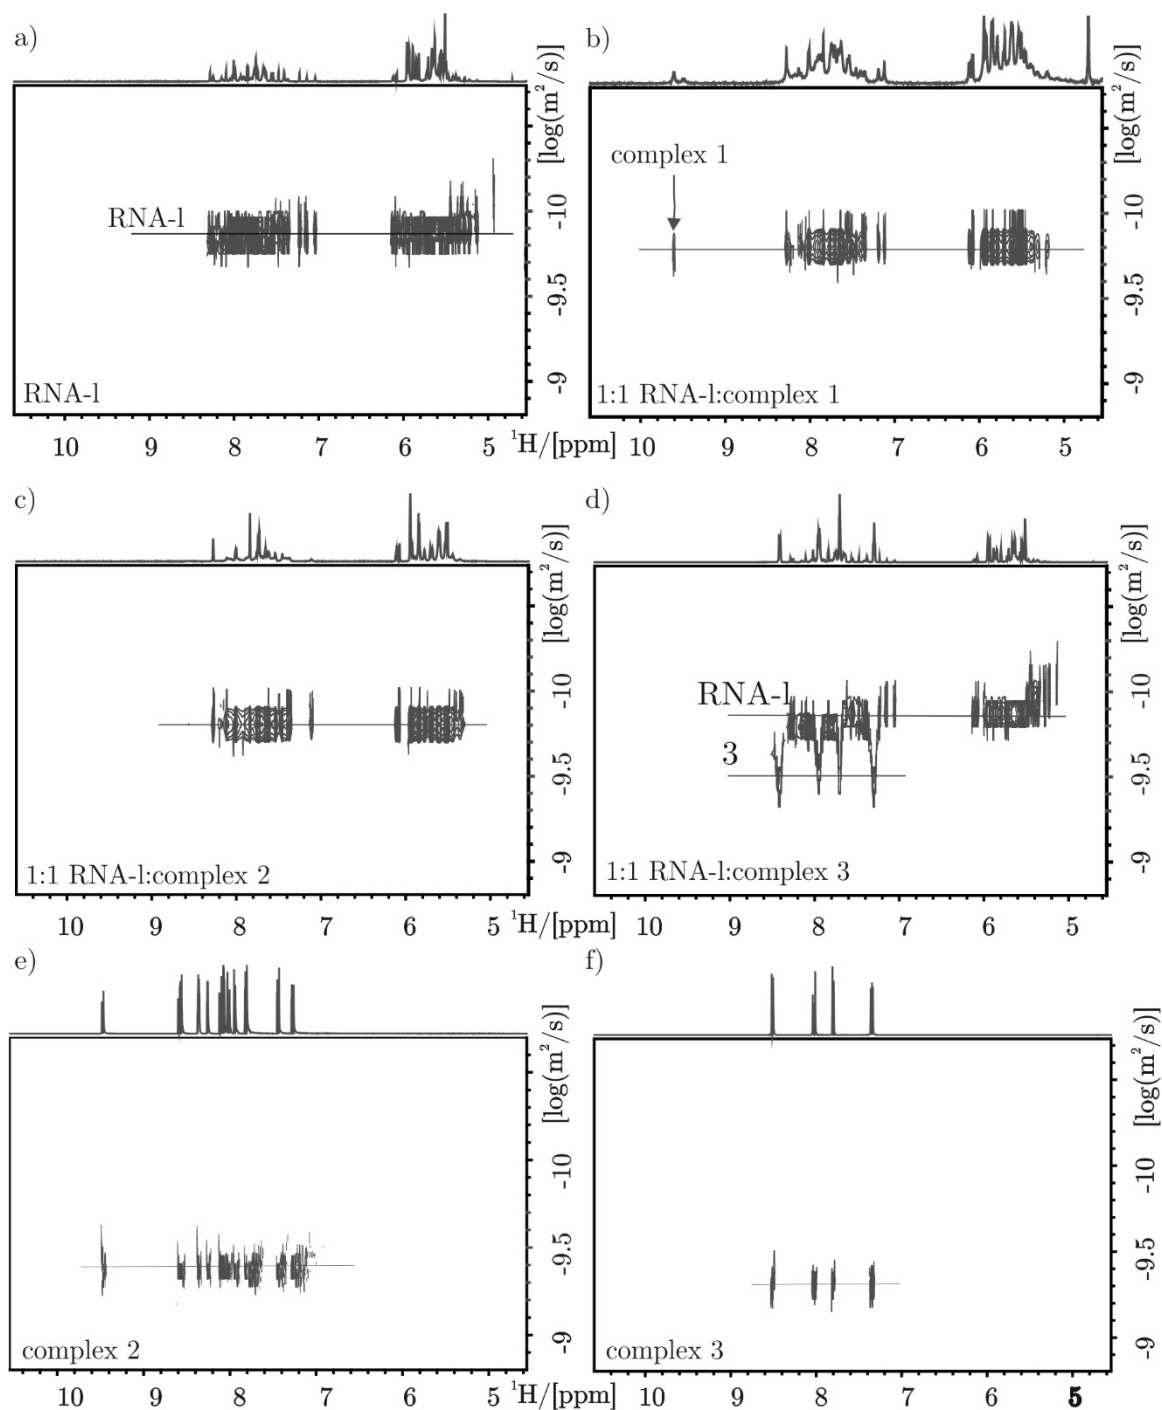 a)
b)
[log(m²/s)]
[log(m²/s)]
complex 1
RNA-l
-10
-10
-9.5
-9.5
-9
-9
RNA-l
1:1 RNA-l:complex 1
10 9 8 7 6 5 ¹H/[ppm] 10 9 8 7 6 5
c)
d)
[log(m²/s)]
[log(m²/s)]
RNA-l
-10
-10
3
-9.5
-9.5
-9
-9
1:1 RNA-l:complex 2
1:1 RNA-l:complex 3
10 9 8 7 6 5 ¹H/[ppm] 10 9 8 7 6 5
e)
f)
[log(m²/s)]
[log(m²/s)]
-10
-10
-9.5
-9.5
-9
-9
complex 2
complex 3
10 9 8 7 6 5 ¹H/[ppm] 10 9 8 7 6 5